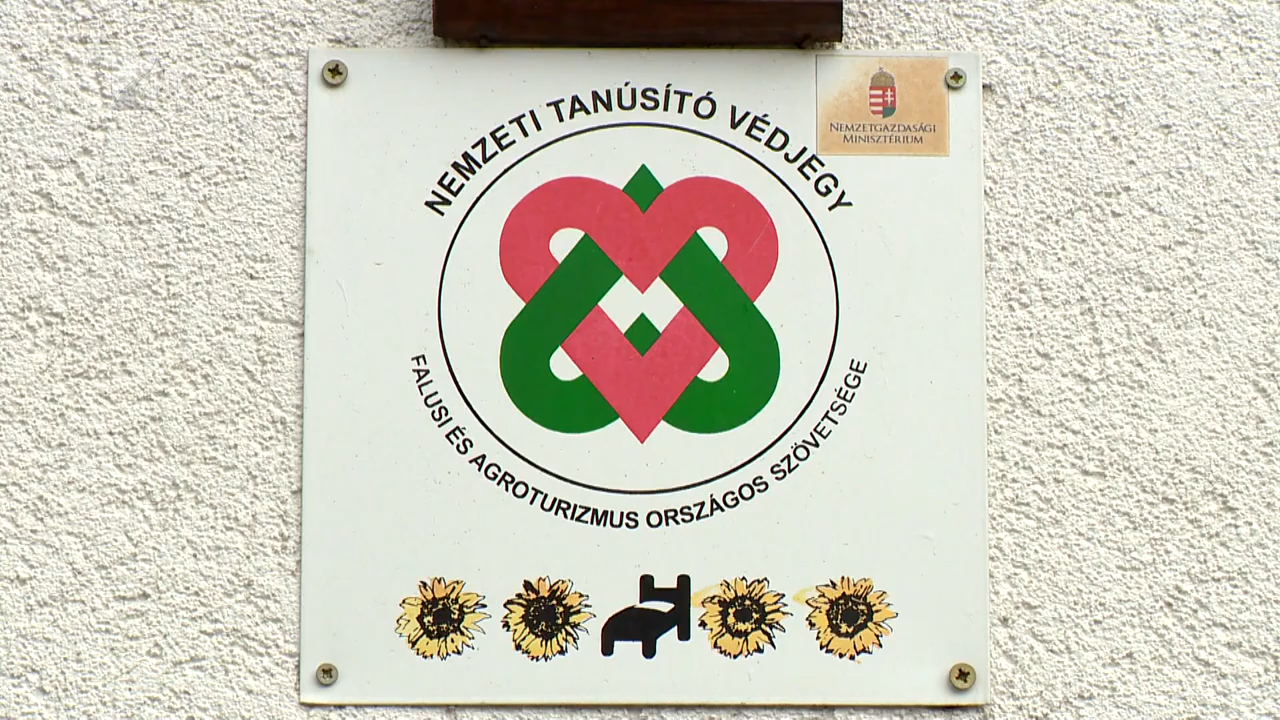 NEMZETI TANÚSÍTÓ VÉDJEGY
NEMZETGAZDASÁGI
MINISZTÉRIUM
FALUSI ÉS AGROTURIZMUS ORSZÁGOS SZÖVETSÉGE